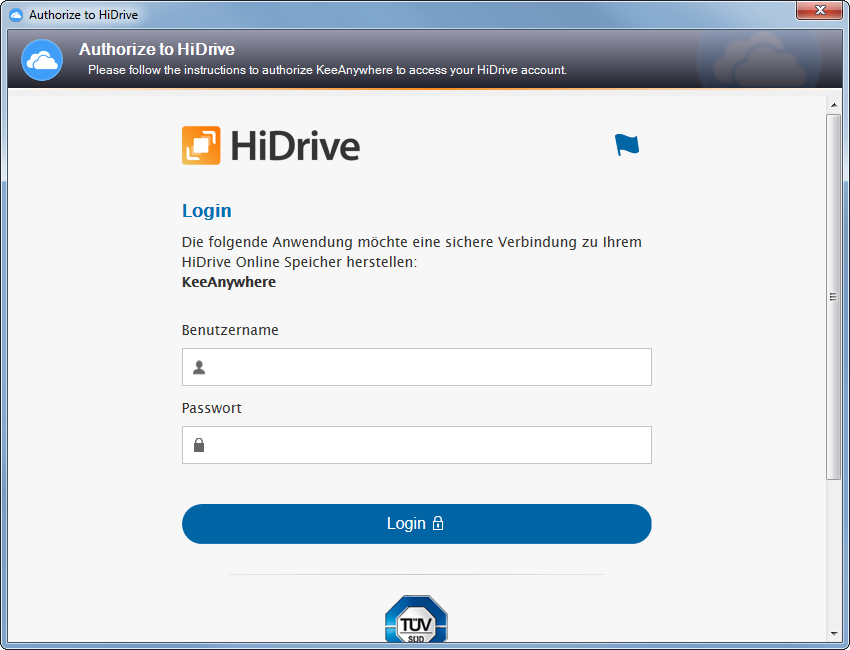 Authorize to HiDrive
Authorize to HiDrive
Please follow the instructions to authorize KeeAnywhere to access your HiDrive account.
HiDrive
Login
Die folgende Anwendung möchte eine sichere Verbindung zu Ihrem
HiDrive Online Speicher herstellen:
KeeAnywhere
Benutzername
Passwort
Login
TÜV
SÜD